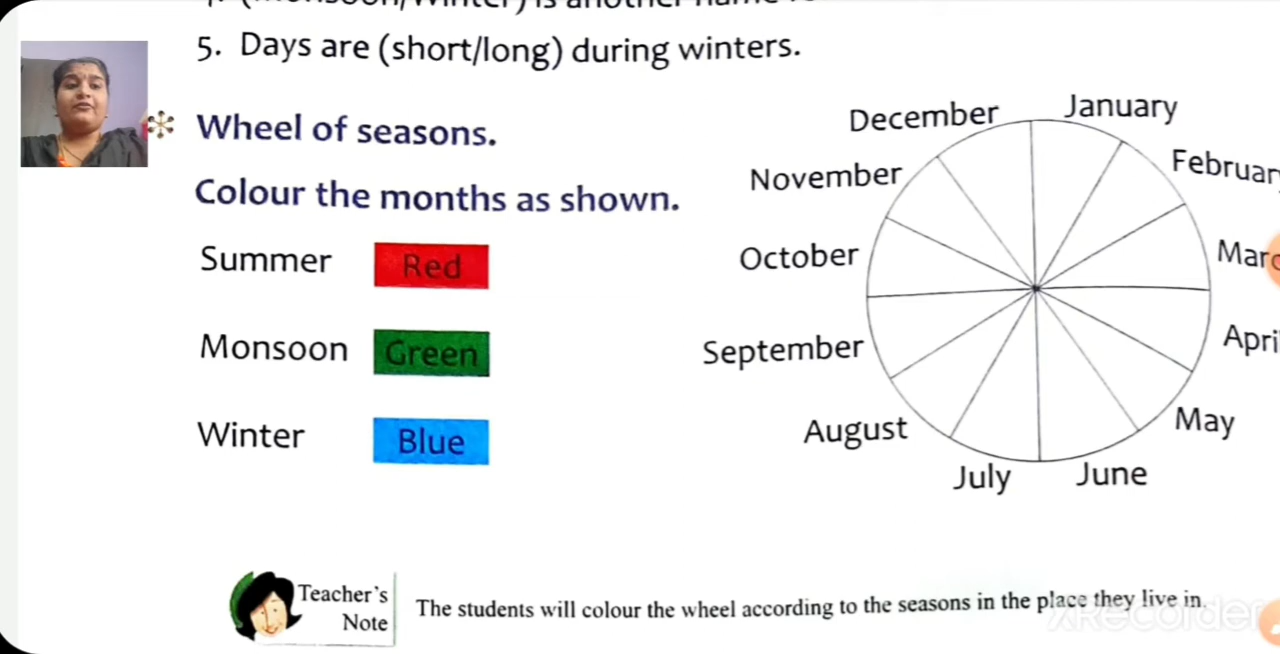 5. Days are (short/long) during winters.
Wheel of seasons.
Colour the months as shown.
Summer Red
Monsoon Green
Winter Blue
December
January
November
October
September
August
July
June
May
Teacher's
Note
The students will colour the wheel according to the seasons in the place they live in.
XRecorder